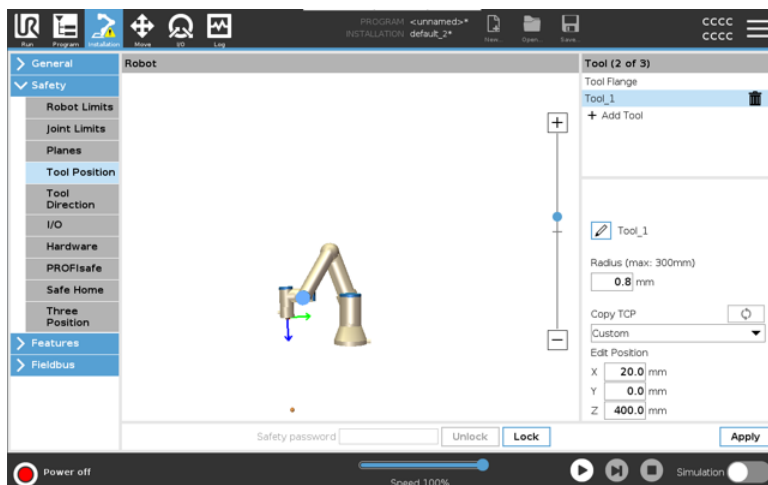 UR
PROGRAM <unnamed>*
INSTALLATION default_2*
CCCC
CCCC
Run
Program
Installation
Move
I/O
Log
New...
Open...
Save...
General
Safety
Robot Limits
Joint Limits
Planes
Tool Position
Tool
Direction
I/O
Hardware
PROFIsafe
Safe Home
Three
Position
Features
Fieldbus
Robot
Tool (2 of 3)
Tool Flange
Tool_1
+ Add Tool
Tool_1
Radius (max: 300mm)
0.8 mm
Copy TCP
Custom
Edit Position
X 20.0 mm
Y 0.0 mm
Z 400.0 mm
Safety password
Unlock
Lock
Apply
Power off
Speed 100%
Simulation